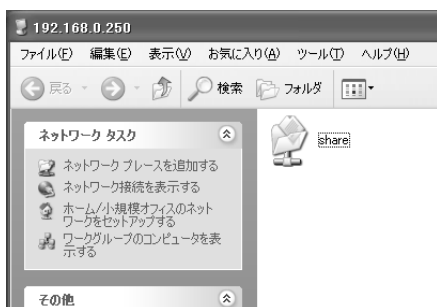 192.168.0.250
ファイル(F) 編集(E) 表示(V) お気に入り(A) ツール(T) ヘルプ(H)
戻る 検索 フォルダ
ネットワーク タスク
ネットワーク プレースを追加する
ネットワーク接続を表示する
ホーム/小規模オフィスのネット
ワークをセットアップする
ワークグループのコンピュータを表
示する
その他
share